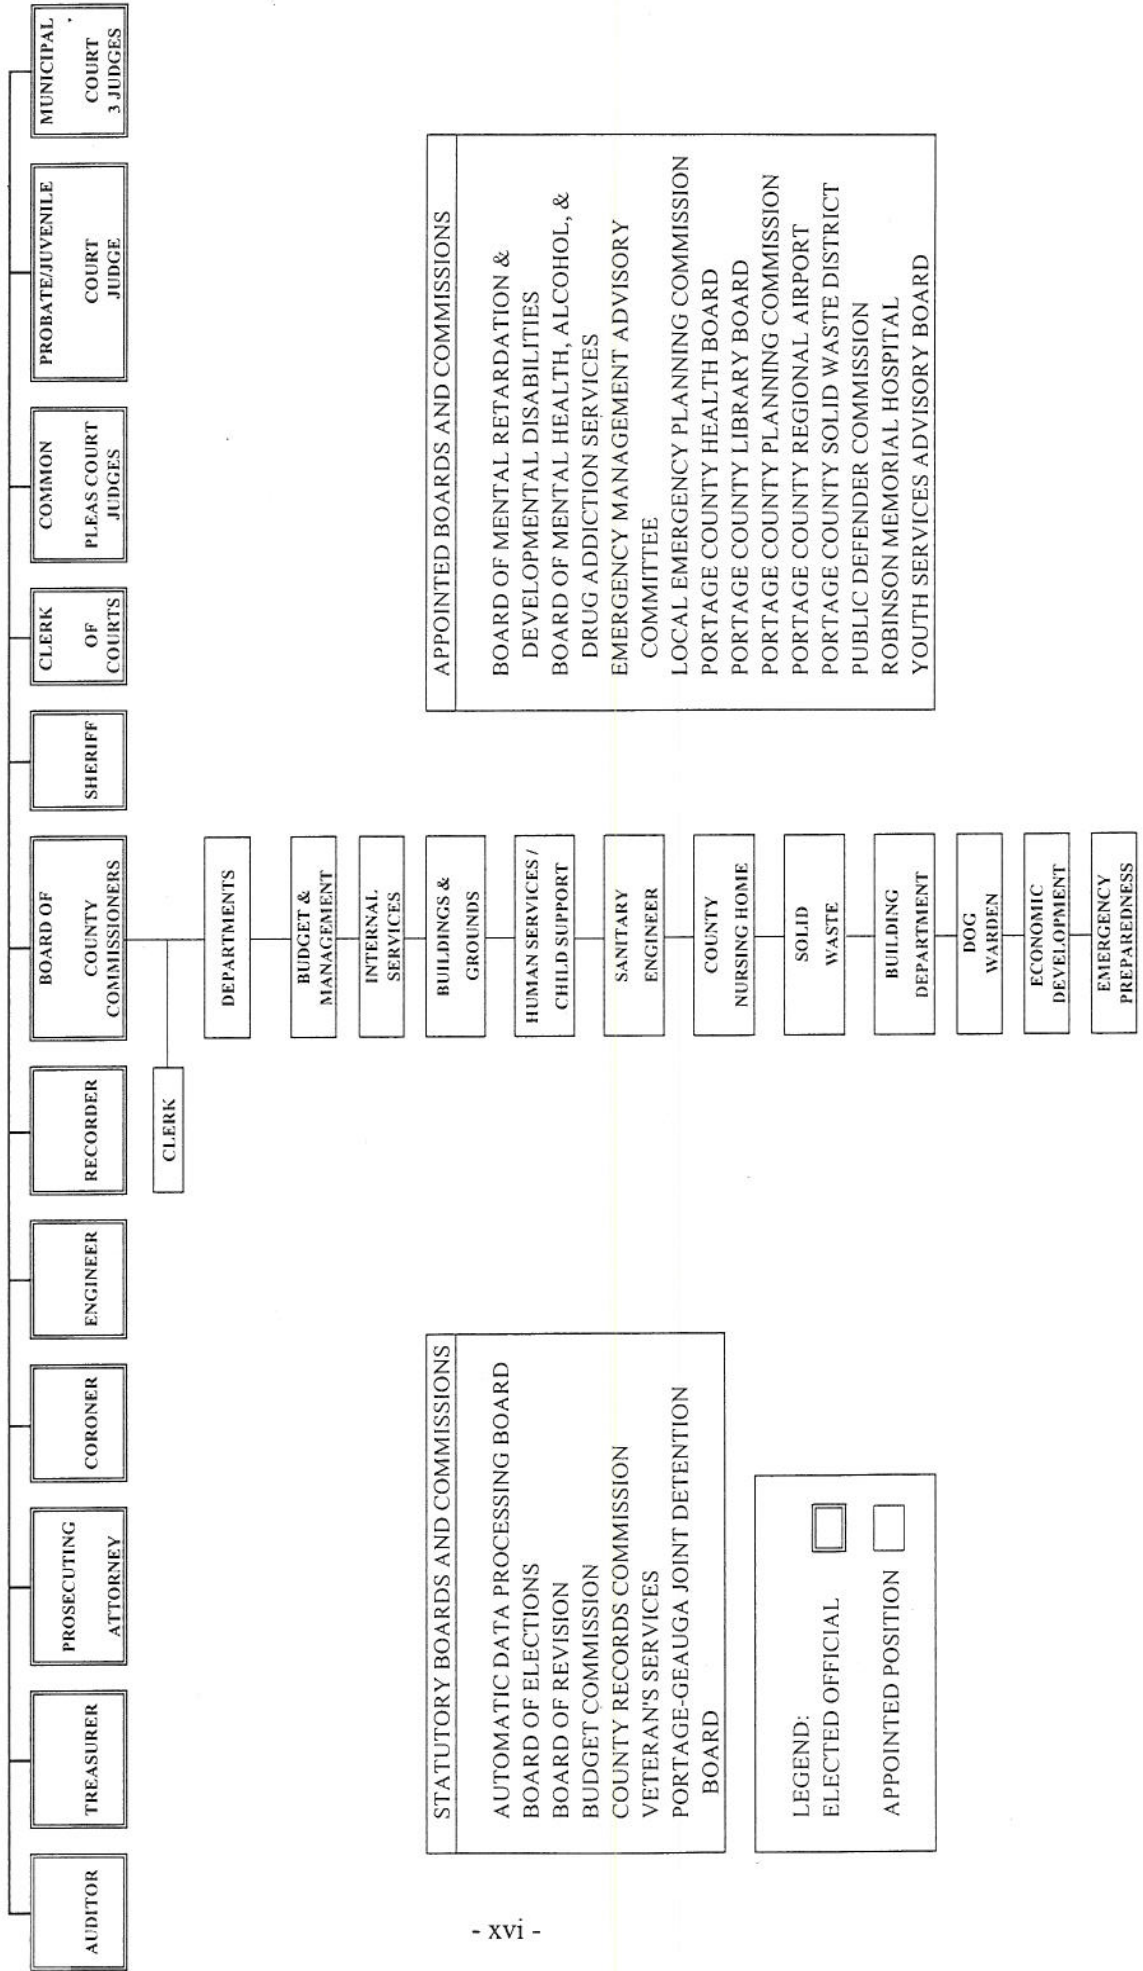 AUDITOR
TREASURER
PROSECUTING
ATTORNEY
CORONER
ENGINEER
RECORDER
BOARD OF
COUNTY
COMMISSIONERS
SHERIFF
CLERK
OF
COURTS
COMMON
PLEAS COURT
JUDGES
PROBATE/JUVENILE
COURT
JUDGE
MUNICIPAL
COURT
3 JUDGES
CLERK
DEPARTMENTS
BUDGET &
MANAGEMENT
INTERNAL
SERVICES
BUILDINGS &
GROUNDS
HUMAN SERVICES /
CHILD SUPPORT
SANITARY
ENGINEER
COUNTY
NURSING HOME
SOLID
WASTE
BUILDING
DEPARTMENT
DOG
WARDEN
ECONOMIC
DEVELOPMENT
EMERGENCY
PREPAREDNESS
STATUTORY BOARDS AND COMMISSIONS
AUTOMATIC DATA PROCESSING BOARD
BOARD OF ELECTIONS
BOARD OF REVISION
BUDGET COMMISSION
COUNTY RECORDS COMMISSION
VETERAN'S SERVICES
PORTAGE-GEAUGA JOINT DETENTION
BOARD
LEGEND:
ELECTED OFFICIAL
APPOINTED POSITION
APPOINTED BOARDS AND COMMISSIONS
BOARD OF MENTAL RETARDATION &
DEVELOPMENTAL DISABILITIES
BOARD OF MENTAL HEALTH, ALCOHOL, &
DRUG ADDICTION SERVICES
EMERGENCY MANAGEMENT ADVISORY
COMMITTEE
LOCAL EMERGENCY PLANNING COMMISSION
PORTAGE COUNTY HEALTH BOARD
PORTAGE COUNTY LIBRARY BOARD
PORTAGE COUNTY PLANNING COMMISSION
PORTAGE COUNTY REGIONAL AIRPORT
PORTAGE COUNTY SOLID WASTE DISTRICT
PUBLIC DEFENDER COMMISSION
ROBINSON MEMORIAL HOSPITAL
YOUTH SERVICES ADVISORY BOARD
- xvi -